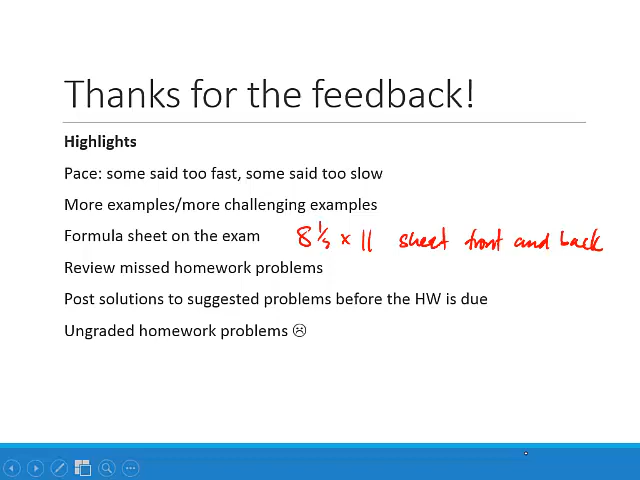 Thanks for the feedback!
Highlights
Pace: some said too fast, some said too slow
More examples/more challenging examples
Formula sheet on the exam 8 1/2 × 11 sheet front and back
Review missed homework problems
Post solutions to suggested problems before the HW is due
Ungraded homework problems ☹